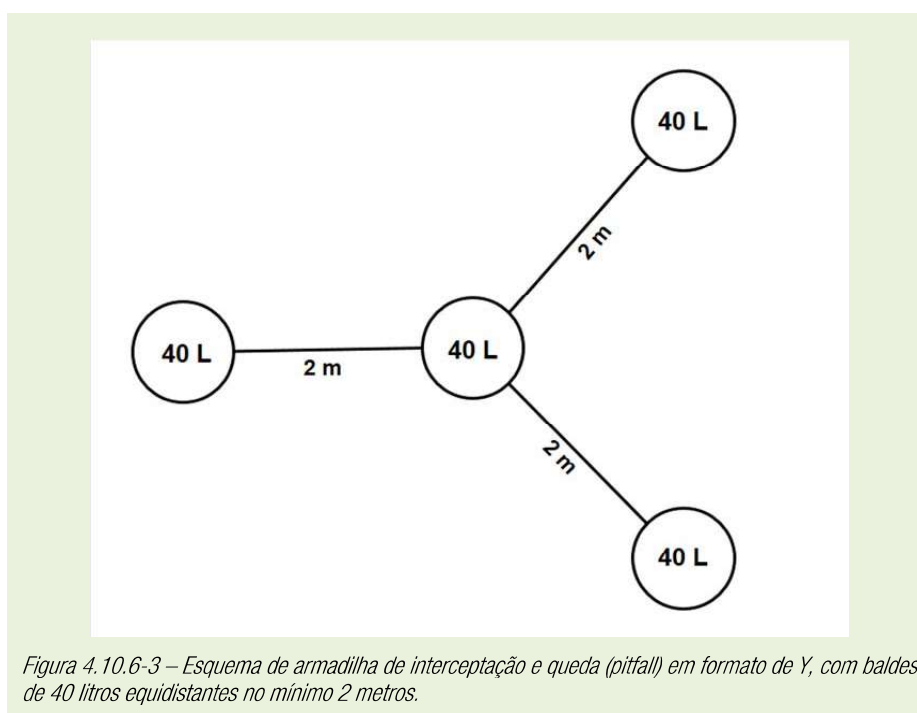 40 L
2 m
40 L
40 L
2 m
2 m
40 L
Figura 4.10.6-3 – Esquema de armadilha de interceptação e queda (pitfall) em formato de Y, com baldes
de 40 litros equidistantes no mínimo 2 metros.